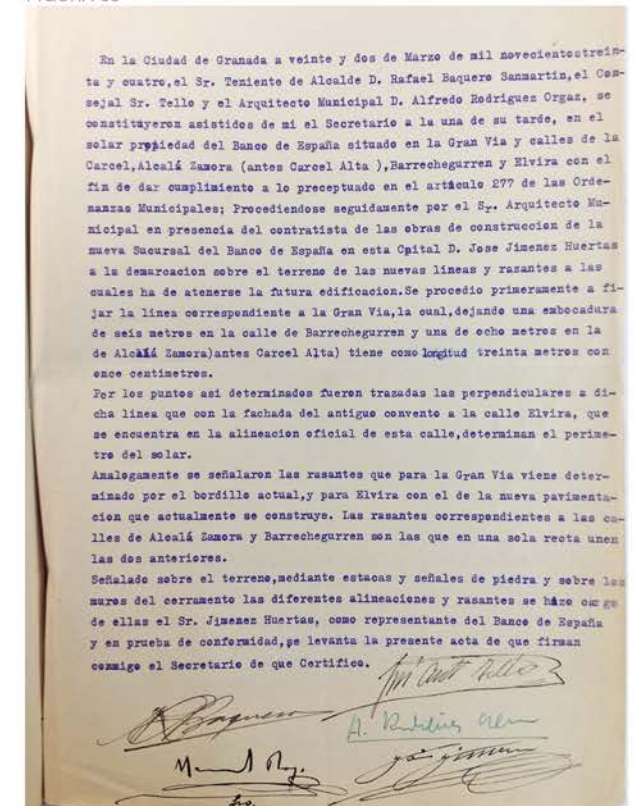 En la Ciudad de Granada a veinte y dos de Marzo de mil novecientostrein-
ta y cuatro,el Sr. Teniente de Alcalde D. Rafael Baquero Sanmartin,el Con-
sejal Sr. Tello y el Arquitecto Municipal D. Alfredo Rodriguez Orgaz, se
constituyeron asistidos de mi el Secretario a la una de su tarde, en el
solar propiedad del Banco de España situado en la Gran Via y calles de la
Carcel,Alcalá Zamora (antes Carcel Alta ),Barrechegurren y Elvira con el
fin de dar cumplimiento a lo preceptuado en el artículo 277 de las Orde-
nanzas Municipales; Procediendose seguidamente por el Sr. Arquitecto Mu-
nicipal en presencia del contratista de las obras de construccion de la
nueva Sucursal del Banco de España en esta Cpital D. Jose Jimenez Huertas
a la demarcacion sobre el terreno de las nuevas lineas y razantes a las
cuales ha de atenerse la futura edificacion.Se procedio primeramente a fi-
jar la linea correspondiente a la Gran Via,la cual,dejando una embocadura
de seis metros en la calle de Barrechegurren y una de ocho metros en la
de Alcalá Zamora)antes Carcel Alta) tiene como longitud treinta metros con
once centimetros.
Por los puntos asi determinados fueron trazadas las perpendiculares a di-
cha linea que con la fachada del antiguo convento a la calle Elvira, que
se encuentra en la alineacion oficial de esta calle,determinan el perime-
tro del solar.
Analogamente se señalaron las rasantes que para la Gran Via viene deter-
minado por el bordillo actual,y para Elvira con el de la nueva pavimenta-
cion que actualmente se construye. Las rasantes correspondientes a las ca-
lles de Alcalá Zamora y Barrechegurren son las que en una sola recta unen
las dos anteriores.
Señalado sobre el terreno,mediante estacas y señales de piedra y sobre los
muros del cerramento las diferentes alineaciones y rasantes se hizo cargo
de ellas el Sr. Jimenez Huertas, como representante del Banco de España
y en prueba de conformidad,se levanta la presente acta de que firman
conmigo el Secretario de que Certifico.
Baquero